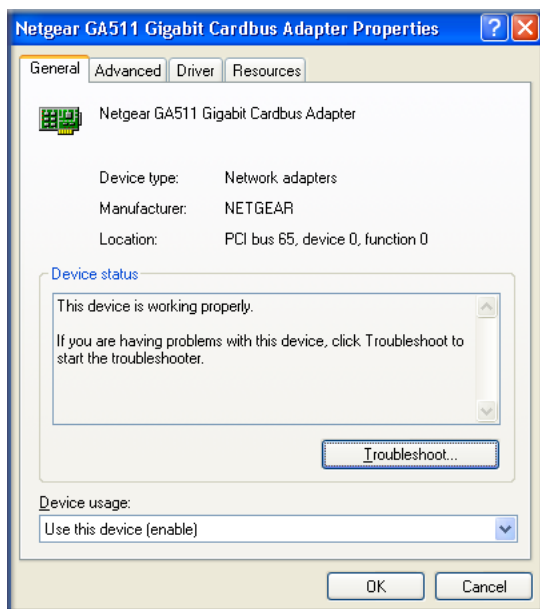 Netgear GA511 Gigabit Cardbus Adapter Properties
General Advanced Driver Resources
Netgear GA511 Gigabit Cardbus Adapter
Device type: Network adapters
Manufacturer: NETGEAR
Location: PCI bus 65, device 0, function 0
Device status
This device is working properly.
If you are having problems with this device, click Troubleshoot to
start the troubleshooter.
Troubleshoot...
Device usage:
Use this device (enable)
OK Cancel